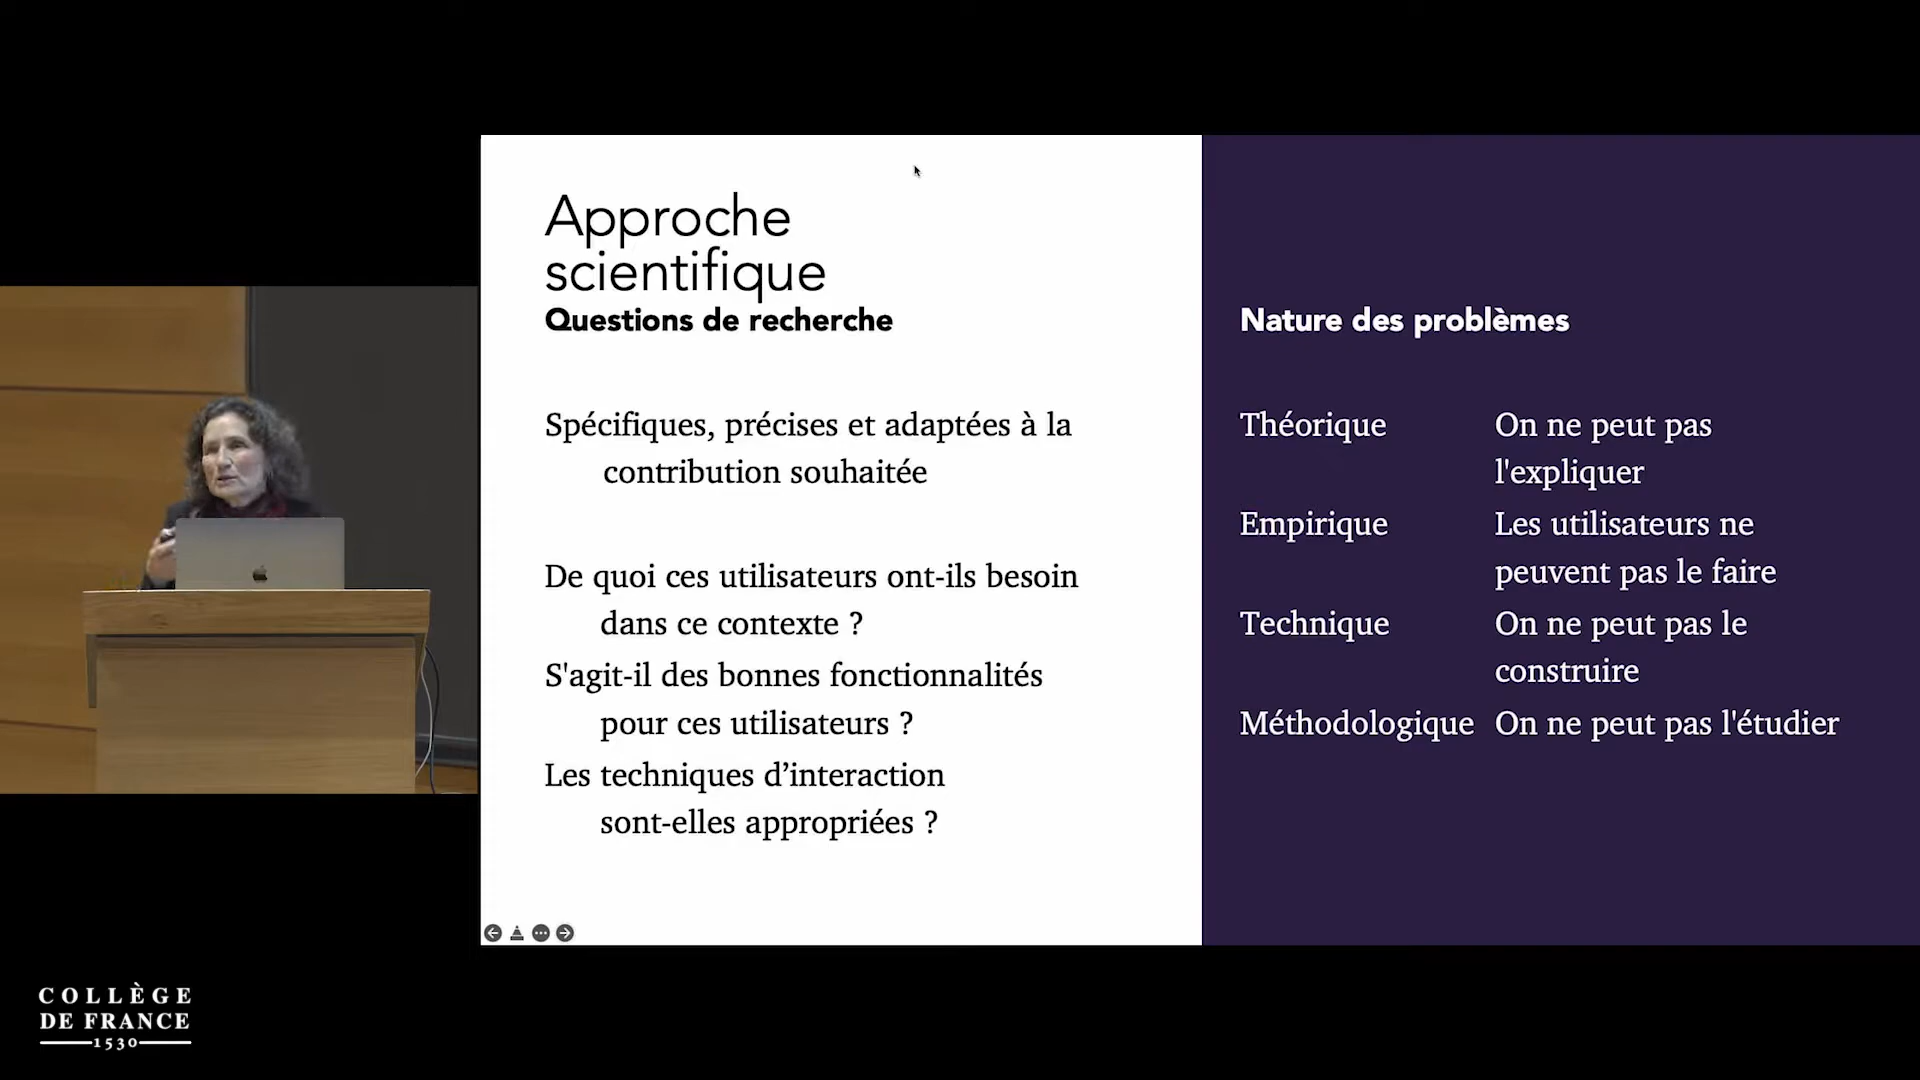 Approche
scientifique
Questions de recherche
Spécifiques, précises et adaptées à la
contribution souhaitée
De quoi ces utilisateurs ont-ils besoin
dans ce contexte ?
S'agit-il des bonnes fonctionnalités
pour ces utilisateurs ?
Les techniques d’interaction
sont-elles appropriées ?
Nature des problèmes
Théorique On ne peut pas
l'expliquer
Empirique Les utilisateurs ne
peuvent pas le faire
Technique On ne peut pas le
construire
Méthodologique On ne peut pas l'étudier
COLLÈGE
DE FRANCE
1530